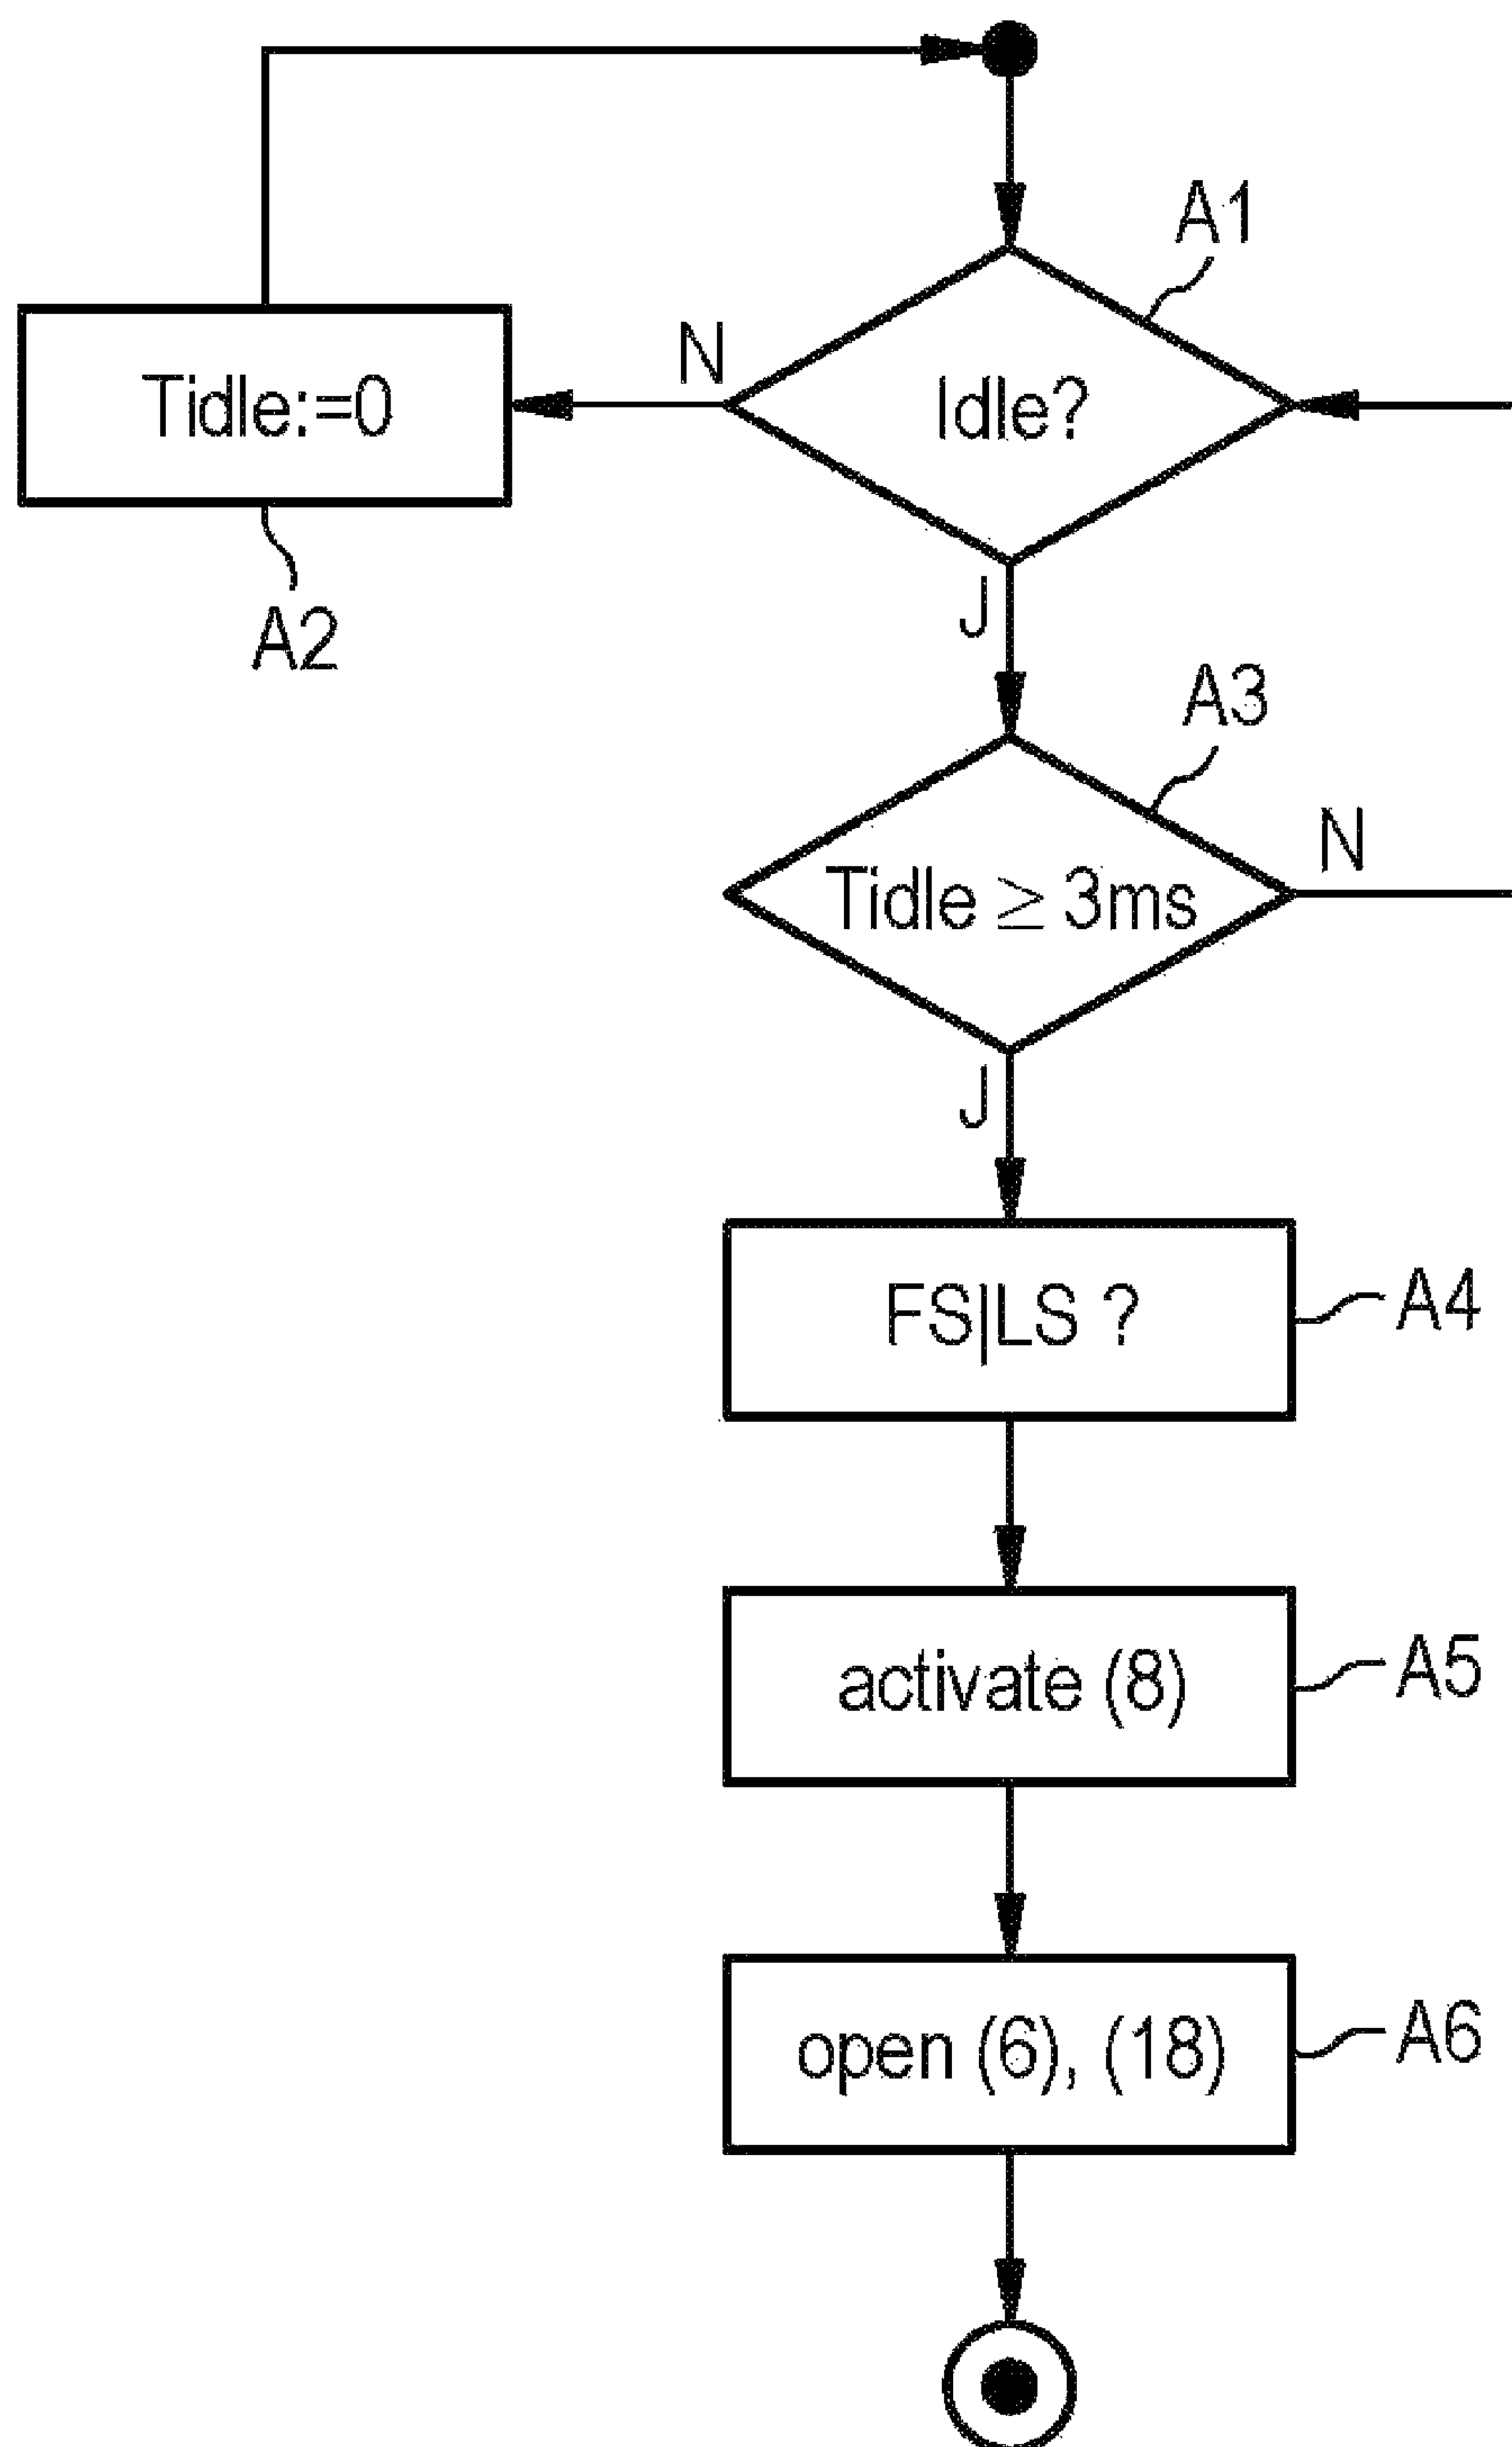 A1
N
Idle?
Tidle:=0
A2
J
A3
N
Tidle ≥ 3ms
J
FS|LS ?
A4
activate (8)
A5
open (6), (18)
A6